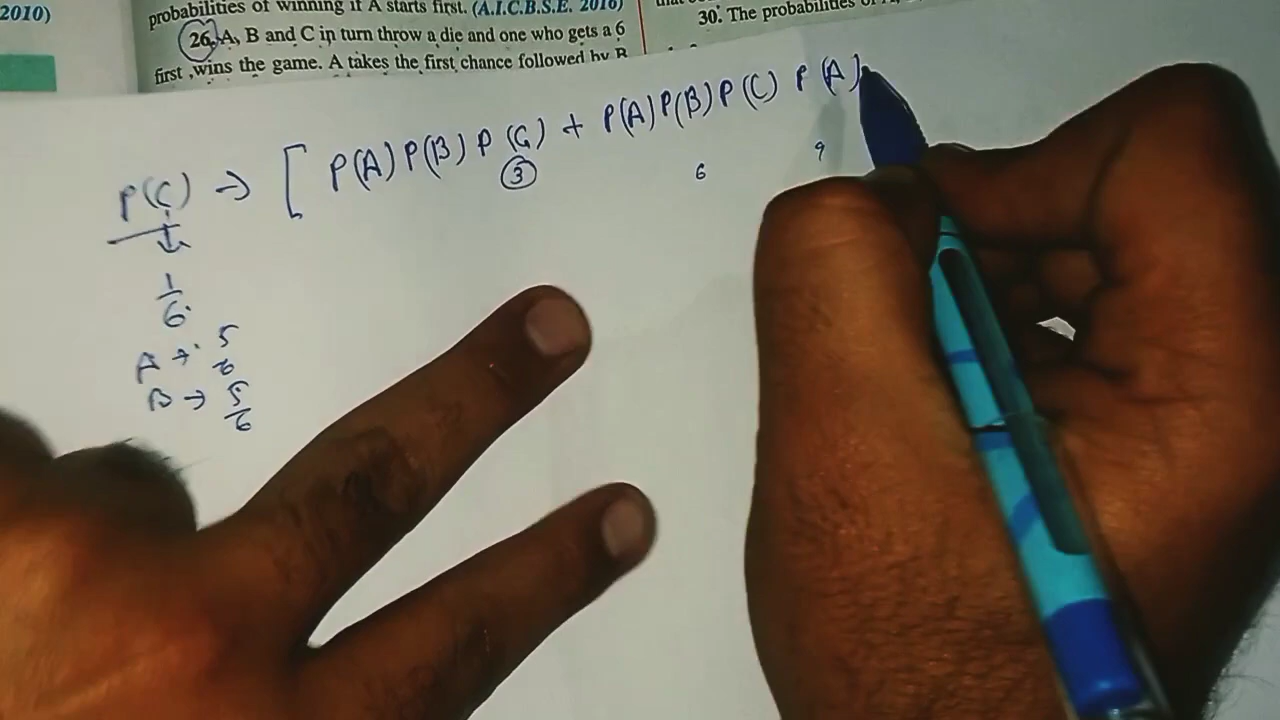 2010)
probabilities of winning if A starts first. (A.I.C.B.S.E. 2010)
26. A, B and C in turn throw a die and one who gets a 6
first, wins the game. A takes the first chance followed by B
30. The probabilities of
P(C) → [ P(A) P(B) P(C) + P(A) P(B) P(C) P(A)
3 6 9
1/6
A → 5
B → 5/6